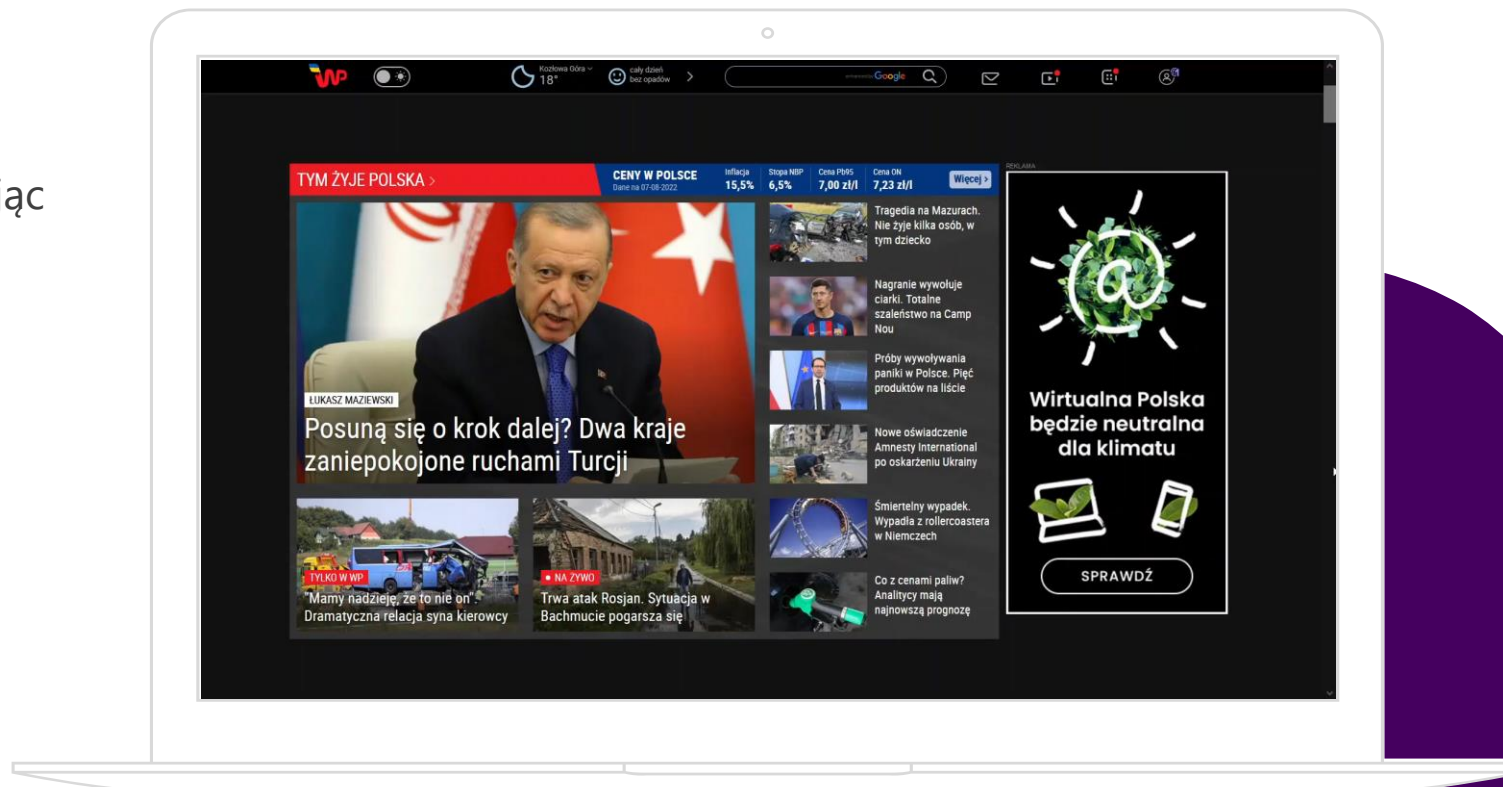 iąc
WP
Kozłowa Góra
18°
cały dzień
bez opadów
Google
TYM ŻYJE POLSKA >
CENY W POLSCE
Dane na 07-08-2022
Inflacja
15,5%
Stopa NBP
6,5%
Cena Pb95
7,00 zł/l
Cena ON
7,23 zł/l
Więcej >
ŁUKASZ MAZIEWSKI
Posuną się o krok dalej? Dwa kraje
zaniepokojone ruchami Turcji
TYLKO W WP
"Mamy nadzieję, że to nie on".
Dramatyczna relacja syna kierowcy
• NA ŻYWO
Trwa atak Rosjan. Sytuacja w
Bachmucie pogarsza się
Tragedia na Mazurach.
Nie żyje kilka osób, w
tym dziecko
Nagranie wywołuje
ciarki. Totalne
szaleństwo na Camp
Nou
Próby wywoływania
paniki w Polsce. Pięć
produktów na liście
Nowe oświadczenie
Amnesty International
po oskarżeniu Ukrainy
Śmiertelny wypadek.
Wypadła z rollercoastera
w Niemczech
Co z cenami paliw?
Analitycy mają
najnowszą prognozę
REKLAMA
@
Wirtualna Polska
będzie neutralna
dla klimatu
SPRAWDŹ